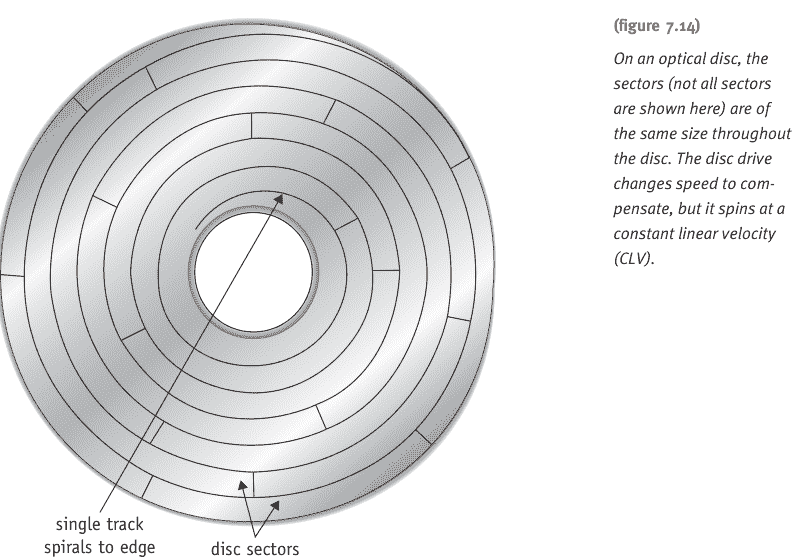 (figure 7.14)
On an optical disc, the
sectors (not all sectors
are shown here) are of
the same size throughout
the disc. The disc drive
changes speed to com-
pensate, but it spins at a
constant linear velocity
(CLV).
single track
spirals to edge
disc sectors